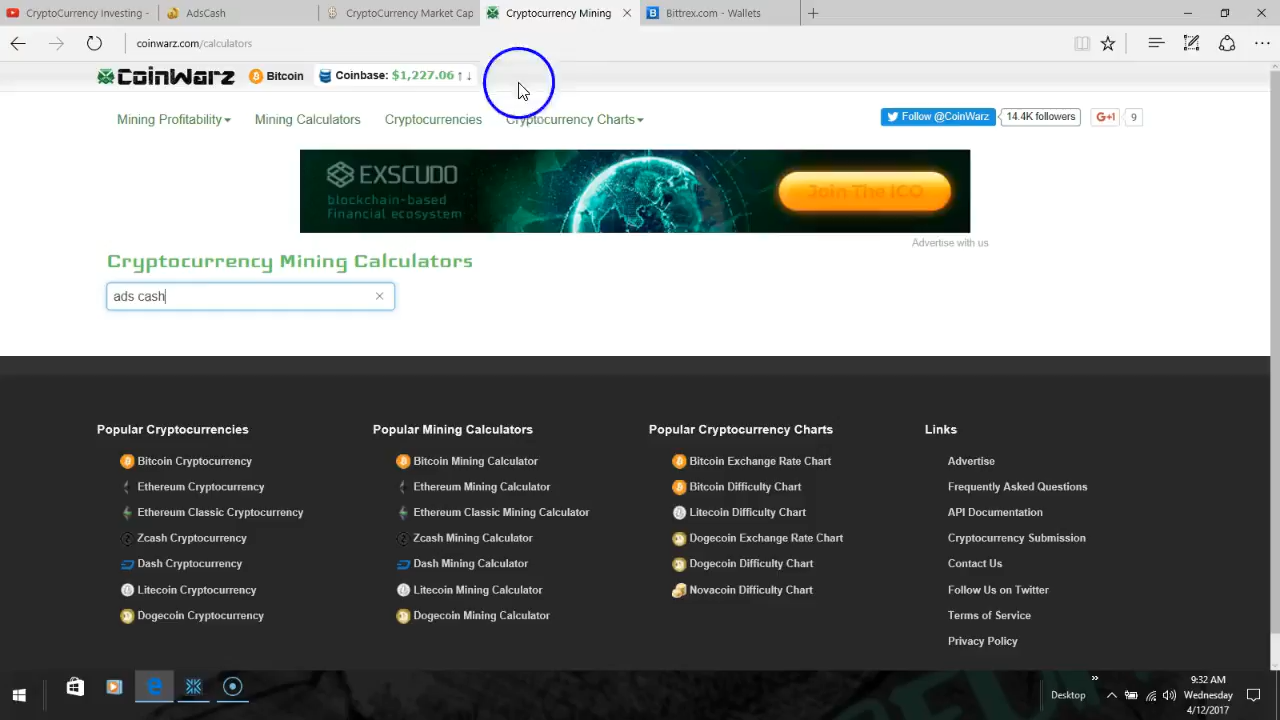 CryptoCurrency Investing -
AdsCash
CryptoCurrency Market Cap
Cryptocurrency Mining
Bittrex.com - Wallets
coinwarz.com/calculators
CoinWarz
Bitcoin
Coinbase: $1,227.06 ↑ ↓
Mining Profitability
Mining Calculators
Cryptocurrencies
Cryptocurrency Charts
Follow @CoinWarz
14.4K followers
G+1
9
EXSCUDO
blockchain-based
financial ecosystem
Join The ICO
Advertise with us
Cryptocurrency Mining Calculators
ads cash
Popular Cryptocurrencies
Bitcoin Cryptocurrency
Ethereum Cryptocurrency
Ethereum Classic Cryptocurrency
Zcash Cryptocurrency
Dash Cryptocurrency
Litecoin Cryptocurrency
Dogecoin Cryptocurrency
Popular Mining Calculators
Bitcoin Mining Calculator
Ethereum Mining Calculator
Ethereum Classic Mining Calculator
Zcash Mining Calculator
Dash Mining Calculator
Litecoin Mining Calculator
Dogecoin Mining Calculator
Popular Cryptocurrency Charts
Bitcoin Exchange Rate Chart
Bitcoin Difficulty Chart
Litecoin Difficulty Chart
Dogecoin Exchange Rate Chart
Dogecoin Difficulty Chart
Novacoin Difficulty Chart
Links
Advertise
Frequently Asked Questions
API Documentation
Cryptocurrency Submission
Contact Us
Follow Us on Twitter
Terms of Service
Privacy Policy
Desktop
9:32 AM
Wednesday
4/12/2017